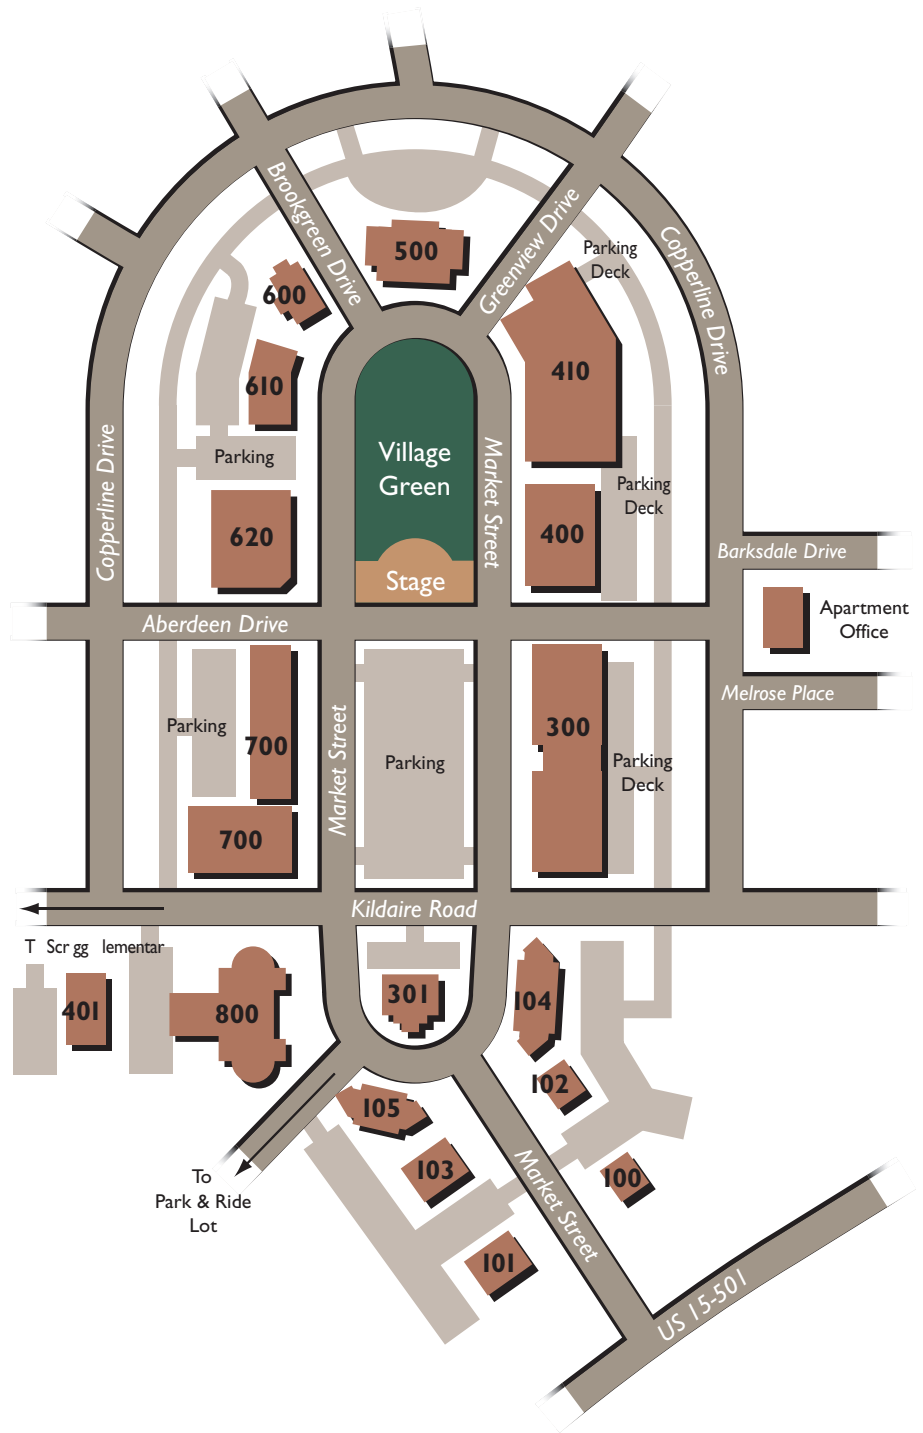 Brookgreen Drive
Greenview Drive
Copperline Drive
500
Parking
Deck
600
410
610
Village
Green
Market Street
Copperline Drive
Parking
Parking
Deck
620
400
Barksdale Drive
Stage
Apartment
Office
Aberdeen Drive
Melrose Place
Parking
700
Market Street
Parking
300
Parking
Deck
700
Kildaire Road
T Scr gg lementar
401
800
301
104
102
105
103
100
To
Park & Ride
Lot
Market Street
101
US 15-501